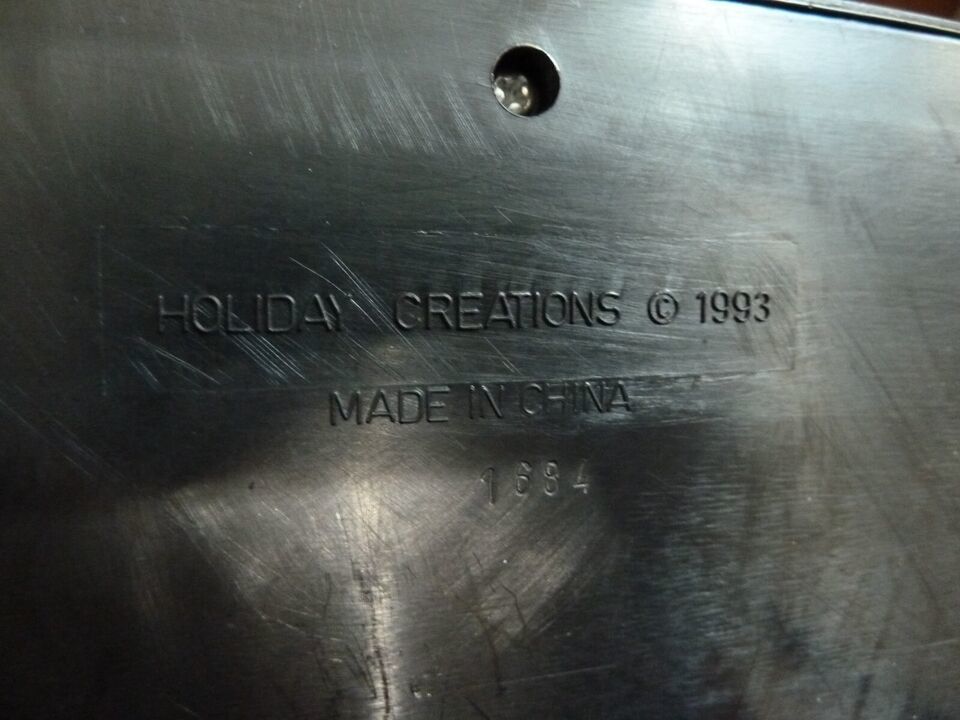 HOLIDAY CREATIONS © 1993
MADE IN CHINA
1684